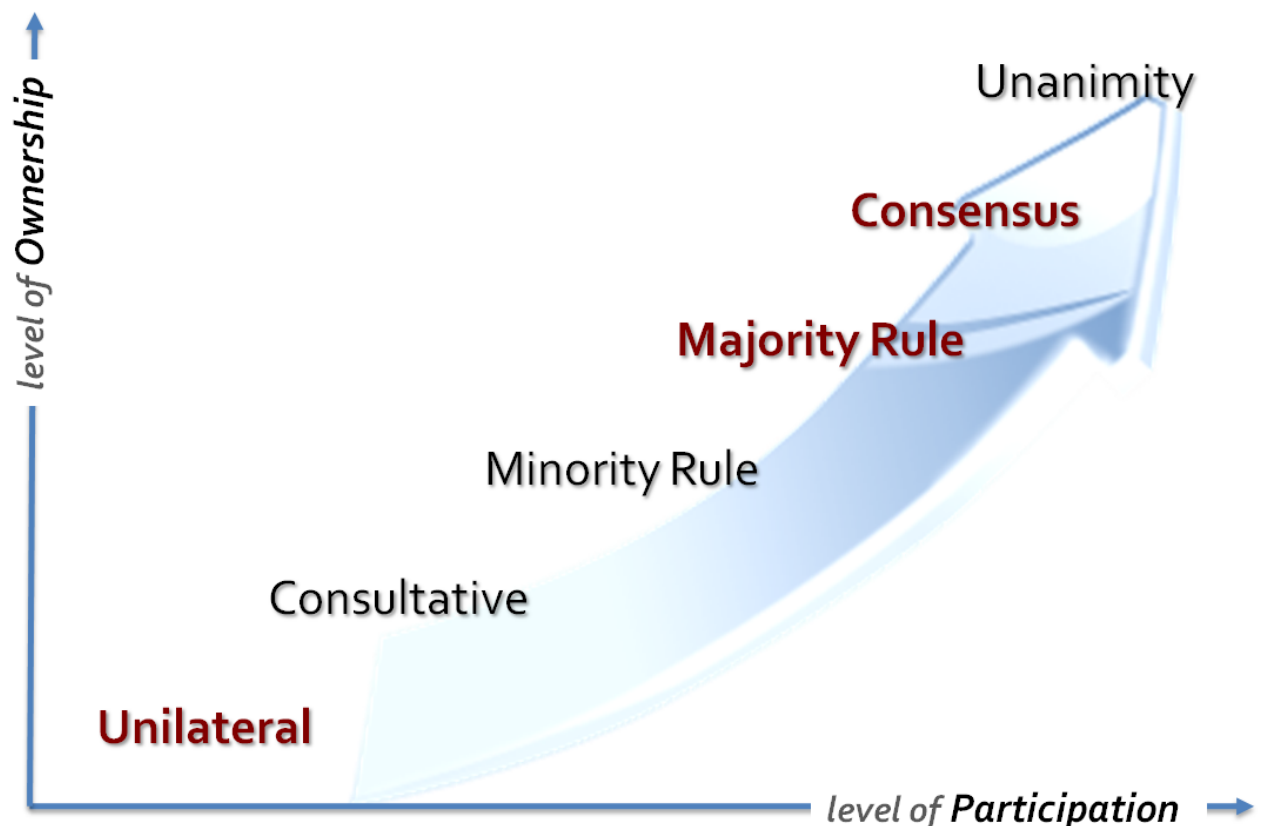 level of Ownership
Unanimity
Consensus
Majority Rule
Minority Rule
Consultative
Unilateral
level of Participation